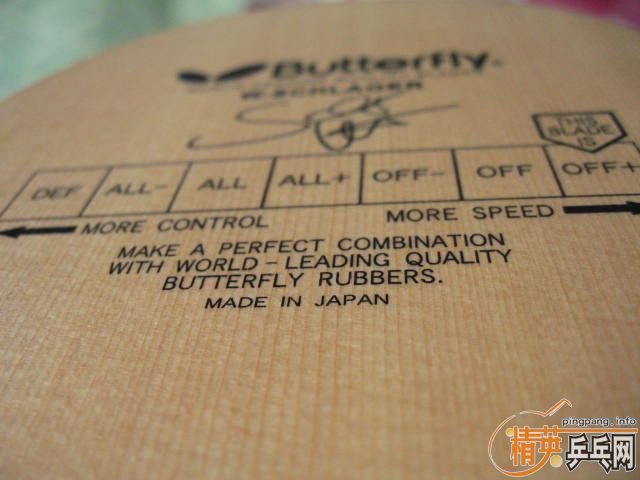 Butterfly
W.SCHLAGER
THIS
BLADE
IS
DEF ALL- ALL ALL+ OFF- OFF OFF+
MORE CONTROL MORE SPEED
MAKE A PERFECT COMBINATION
WITH WORLD-LEADING QUALITY
BUTTERFLY RUBBERS.
MADE IN JAPAN
pingpang.info
精英乒乓网